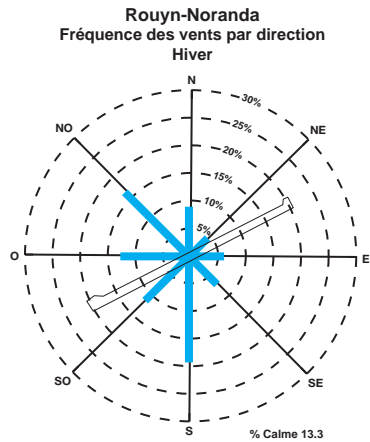 Rouyn-Noranda
Fréquence des vents par direction
Hiver
N
30%
NO
25%
NE
20%
15%
10%
5%
O
E
SO
SE
S
% Calme 13.3